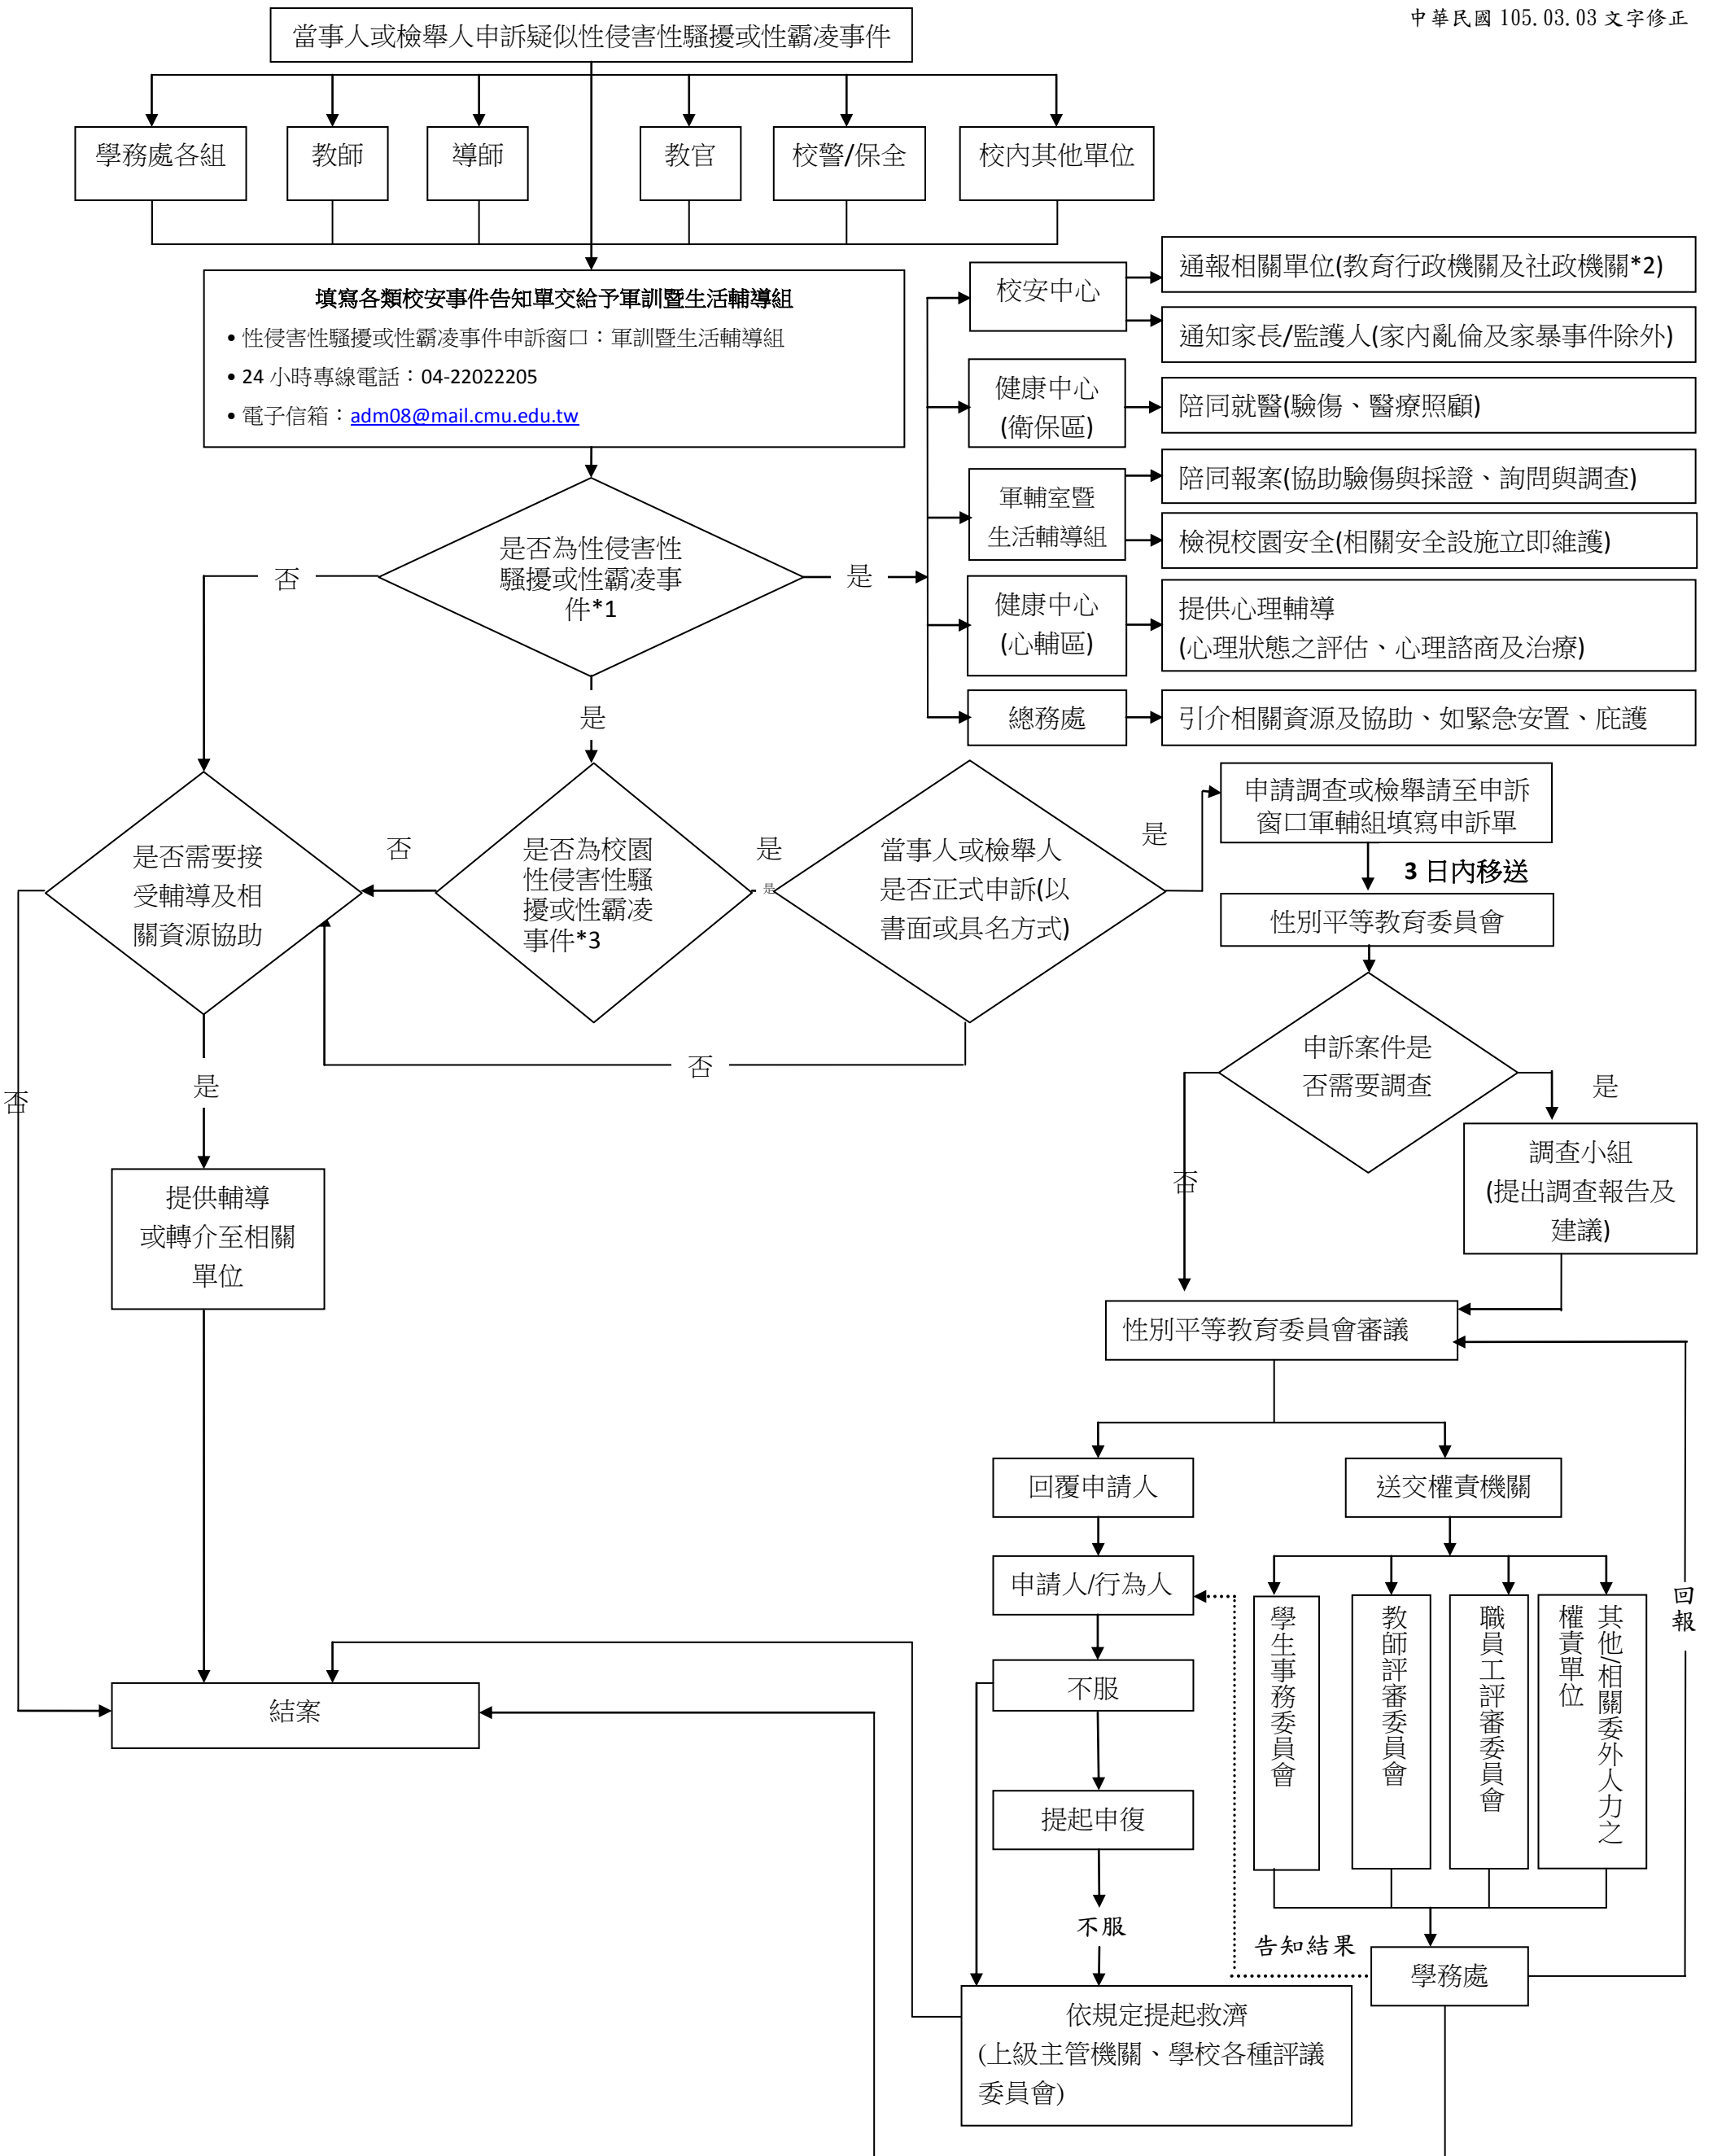 中華民國 105.03.03 文字修正
當事人或檢舉人申訴疑似性侵害性騷擾或性霸凌事件
學務處各組
教師
導師
教官
校警/保全
校內其他單位
填寫各類校安事件告知單交給予軍訓暨生活輔導組
• 性侵害性騷擾或性霸凌事件申訴窗口：軍訓暨生活輔導組
• 24 小時專線電話：04-22022205
• 電子信箱：adm08@mail.cmu.edu.tw
校安中心
通報相關單位(教育行政機關及社政機關*2)
通知家長/監護人(家內亂倫及家暴事件除外)
健康中心
(衛保區)
陪同就醫(驗傷、醫療照顧)
軍輔室暨
生活輔導組
陪同報案(協助驗傷與採證、詢問與調查)
檢視校園安全(相關安全設施立即維護)
健康中心
(心輔區)
提供心理輔導
(心理狀態之評估、心理諮商及治療)
總務處
引介相關資源及協助、如緊急安置、庇護
是否為性侵害性
騷擾或性霸凌事
件*1
否
是
是
是否需要接
受輔導及相
關資源協助
否
是否為校園
性侵害性騷
擾或性霸凌
事件*3
是
是
當事人或檢舉人
是否正式申訴(以
書面或具名方式)
是
申請調查或檢舉請至申訴
窗口軍輔組填寫申訴單
3 日內移送
性別平等教育委員會
否
否
是
申訴案件是
否需要調查
是
否
調查小組
(提出調查報告及
建議)
提供輔導
或轉介至相關
單位
性別平等教育委員會審議
回覆申請人
送交權責機關
申請人/行為人
學生事務委員會
教師評審委員會
職員工評審委員會
其他/相關委外人力之
權責單位
回報
不服
結案
提起申復
不服
告知結果
學務處
依規定提起救濟
(上級主管機關、學校各種評議
委員會)